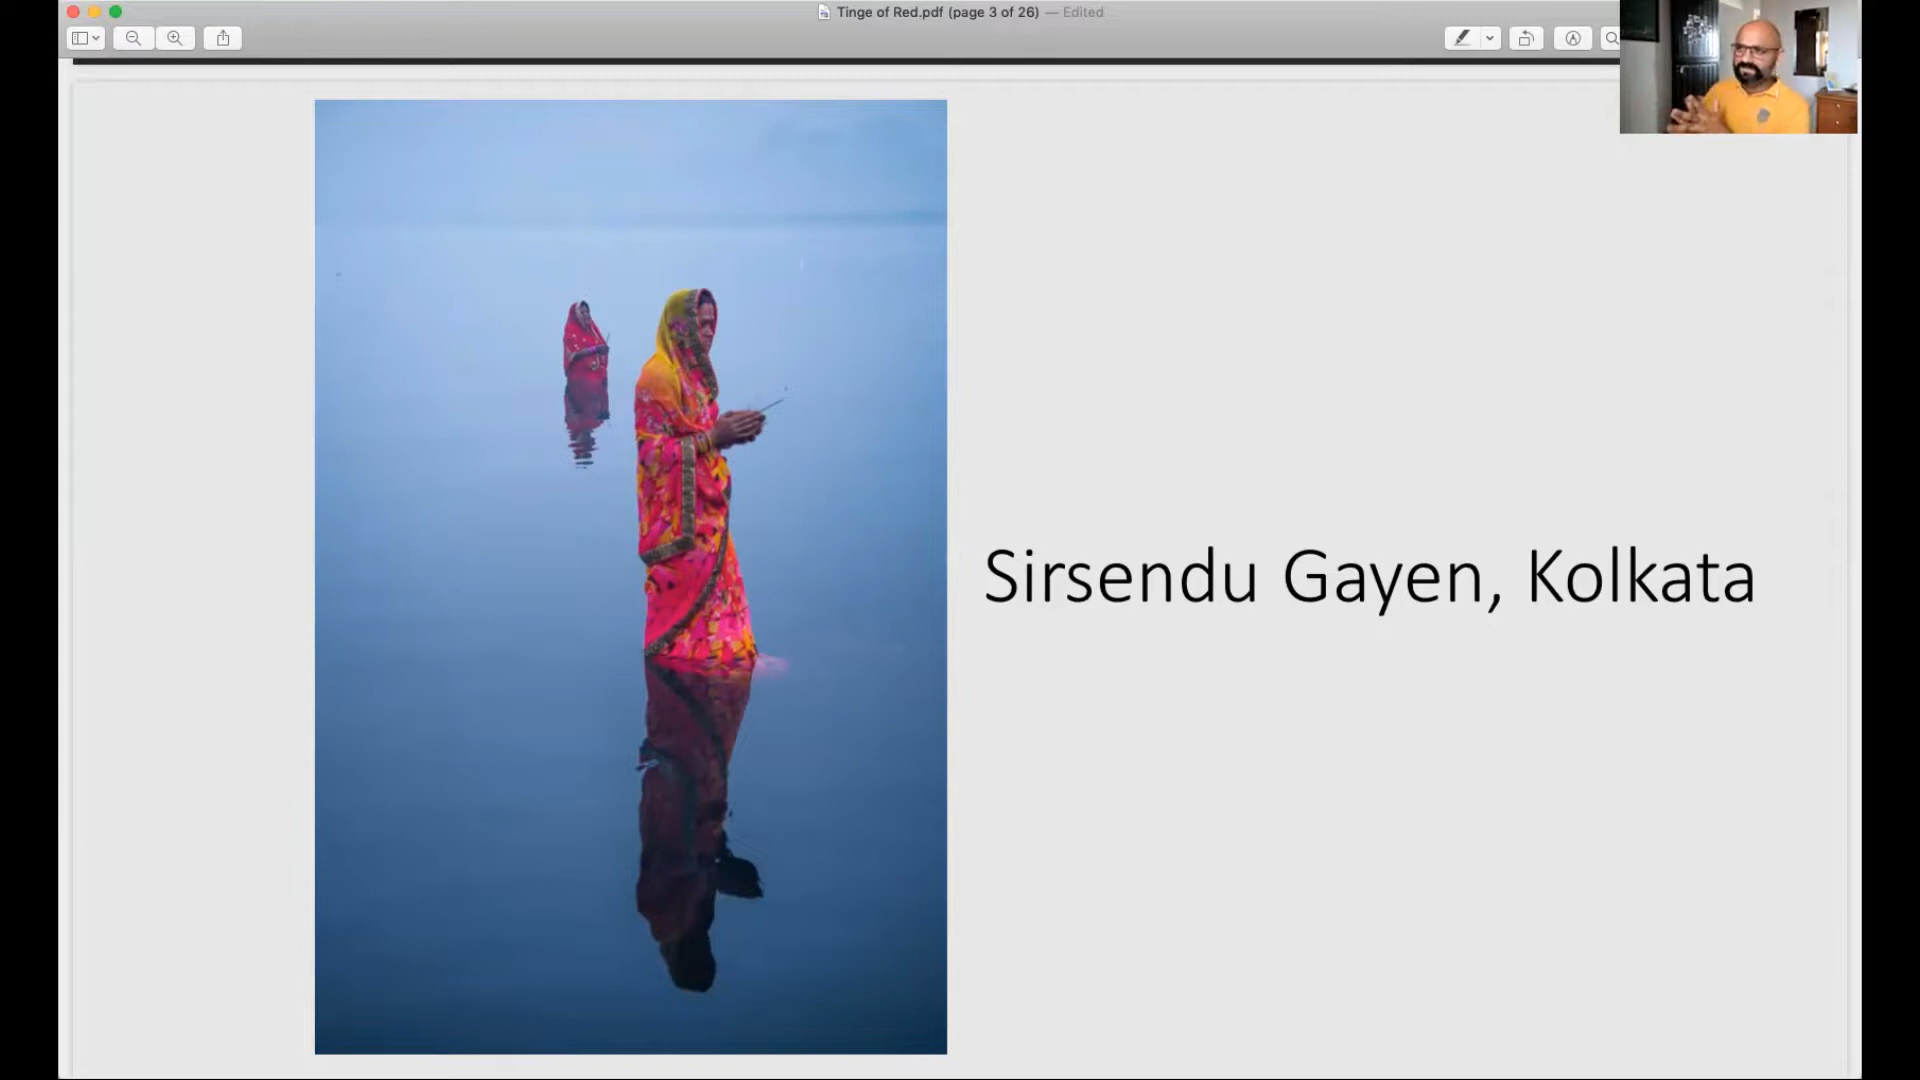 Tinge of Red.pdf (page 3 of 26) — Edited
Sirsendu Gayen, Kolkata